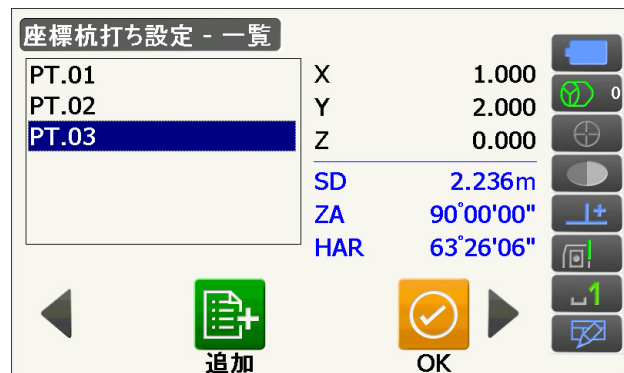 座標杭打ち設定 - 一覧
PT.01
PT.02
PT.03
X 1.000
Y 2.000
Z 0.000
SD 2.236m
ZA 90°00'00"
HAR 63°26'06"
0
1
追加
OK